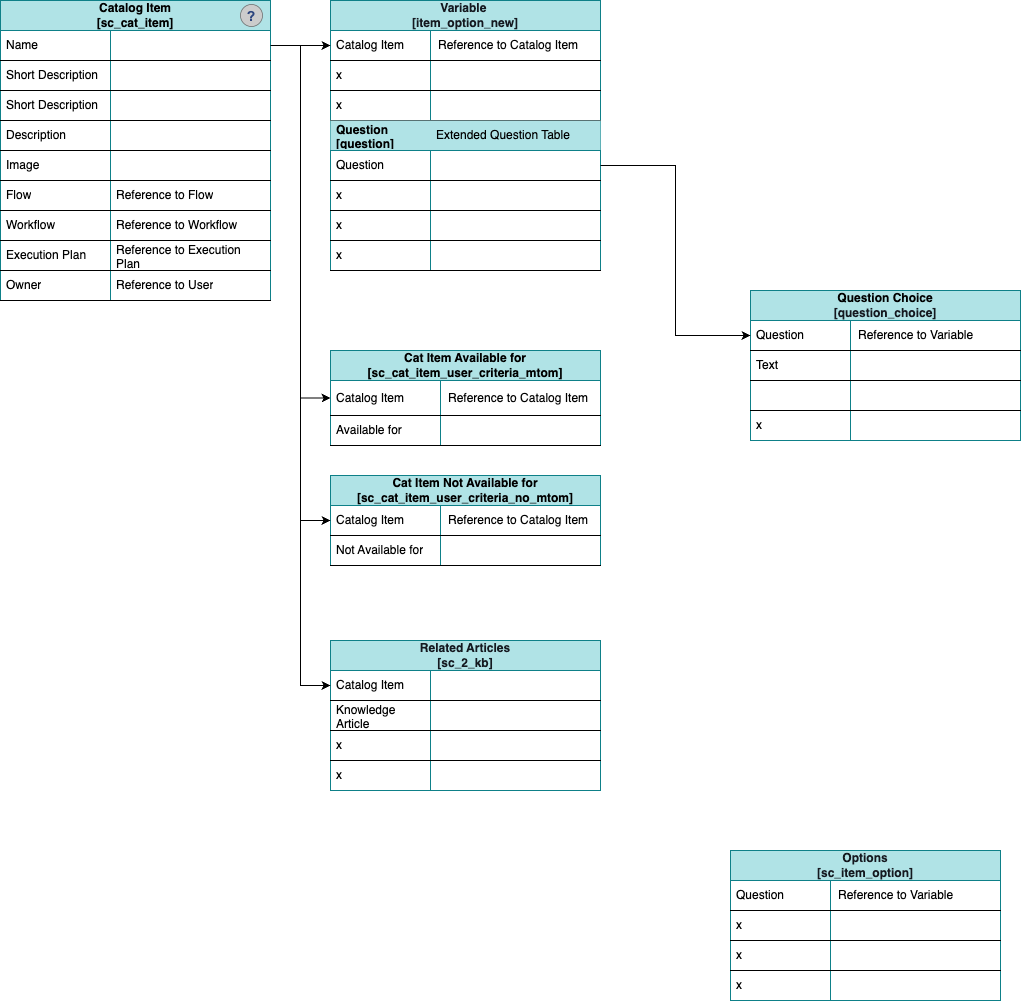 Catalog Item
[sc_cat_item]
?
Name
Short Description
Short Description
Description
Image
Flow Reference to Flow
Workflow Reference to Workflow
Execution Plan Reference to Execution
Plan
Owner Reference to User
Variable
[item_option_new]
Catalog Item Reference to Catalog Item
x
x
Question Extended Question Table
[question]
Question
x
x
x
Question Choice
[question_choice]
Question Reference to Variable
Text
x
Cat Item Available for
[sc_cat_item_user_criteria_mtom]
Catalog Item Reference to Catalog Item
Available for
Cat Item Not Available for
[sc_cat_item_user_criteria_no_mtom]
Catalog Item Reference to Catalog Item
Not Available for
Related Articles
[sc_2_kb]
Catalog Item
Knowledge
Article
x
x
Options
[sc_item_option]
Question Reference to Variable
x
x
x